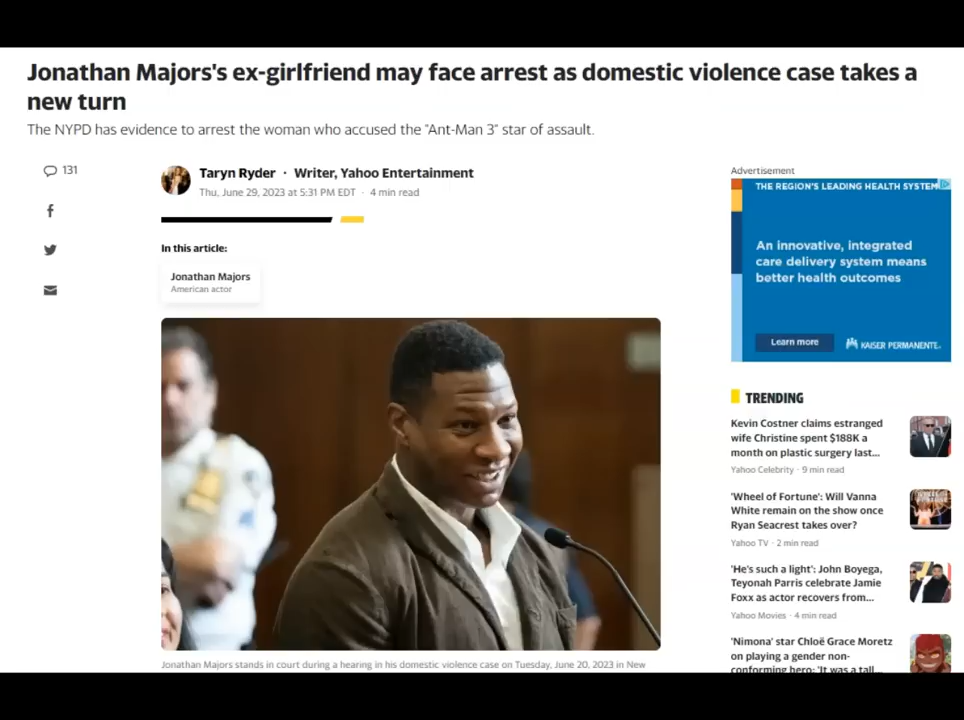 Jonathan Majors's ex-girlfriend may face arrest as domestic violence case takes a
new turn
The NYPD has evidence to arrest the woman who accused the "Ant-Man 3" star of assault.
131
Taryn Ryder · Writer, Yahoo Entertainment
Thu, June 29, 2023 at 5:31 PM EDT · 4 min read
In this article:
Jonathan Majors
American actor
Jonathan Majors stands in court during a hearing in his domestic violence case on Tuesday, June 20, 2023 in New
Advertisement
THE REGION'S LEADING HEALTH SYSTEM
An innovative, integrated
care delivery system means
better health outcomes
Learn more
KAISER PERMANENTE.
TRENDING
Kevin Costner claims estranged
wife Christine spent $188K a
month on plastic surgery last...
Yahoo Celebrity · 9 min read
'Wheel of Fortune': Will Vanna
White remain on the show once
Ryan Seacrest takes over?
Yahoo TV · 2 min read
'He's such a light': John Boyega,
Teyonah Parris celebrate Jamie
Foxx as actor recovers from...
Yahoo Movies · 4 min read
'Nimona' star Chloë Grace Moretz
on playing a gender non-
conforming hero: 'It was a tall...